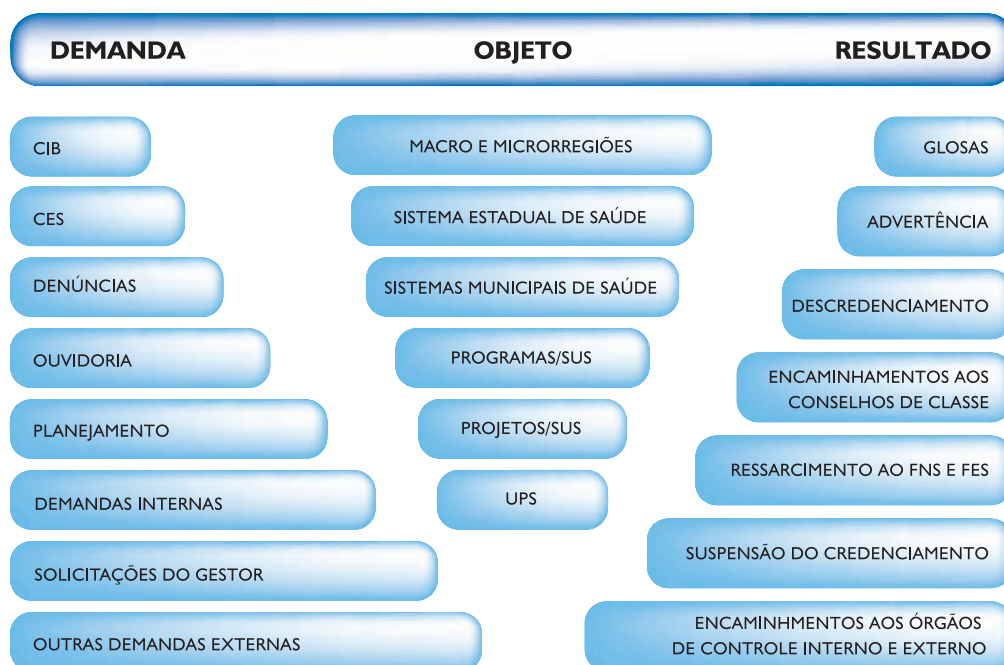 DEMANDA
OBJETO
RESULTADO
CIB
CES
DENÚNCIAS
OUVIDORIA
PLANEJAMENTO
DEMANDAS INTERNAS
SOLICITAÇÕES DO GESTOR
OUTRAS DEMANDAS EXTERNAS
MACRO E MICRORREGIÕES
SISTEMA ESTADUAL DE SAÚDE
SISTEMAS MUNICIPAIS DE SAÚDE
PROGRAMAS/SUS
PROJETOS/SUS
UPS
GLOSAS
ADVERTÊNCIA
DESCREDENCIAMENTO
ENCAMINHAMENTOS AOS
CONSELHOS DE CLASSE
RESSARCIMENTO AO FNS E FES
SUSPENSÃO DO CREDENCIAMENTO
ENCAMINHMENTOS AOS ÓRGÃOS
DE CONTROLE INTERNO E EXTERNO